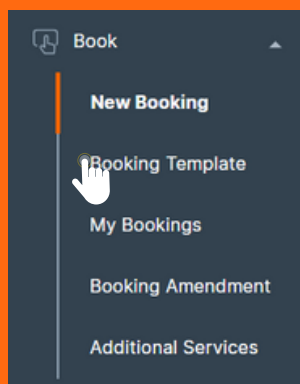 Book
New Booking
Booking Template
My Bookings
Booking Amendment
Additional Services